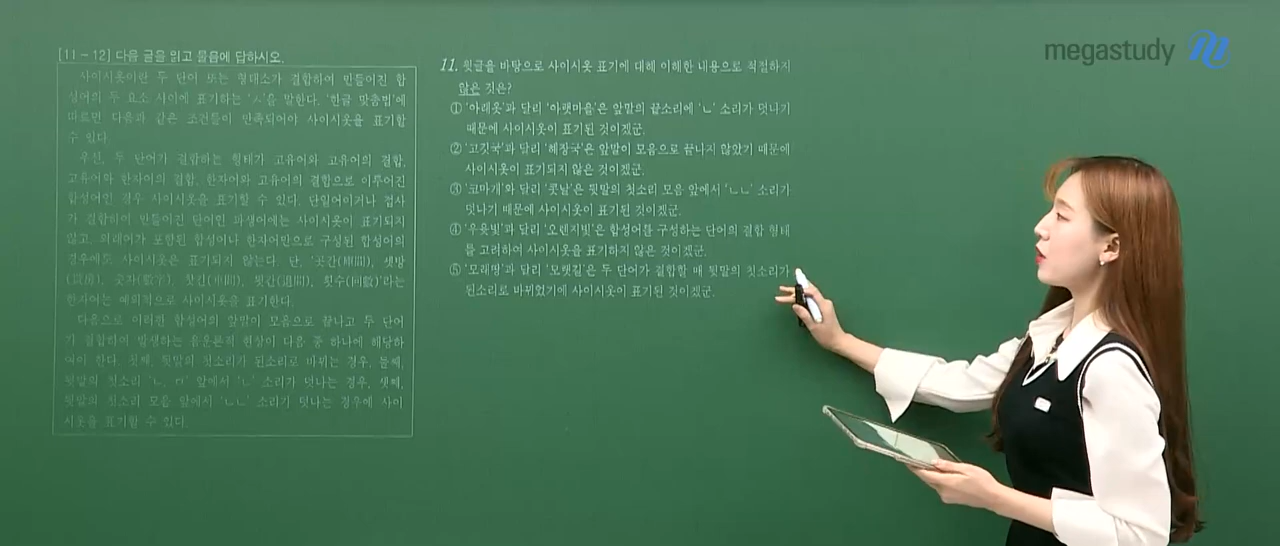 megastudy
[11-12] 다음 글을 읽고 물음에 답하시오.
사이시옷이란 두 단어 또는 형태소가 결합하여 만들어진 합
성어의 두 요소 사이에 표기하는 'ㅅ'을 말한다. '한글 맞춤법'에
따르면 다음과 같은 조건들이 만족되어야 사이시옷을 표기할
수 있다.
우선, 두 단어가 결합하는 형태가 고유어와 고유어의 결합,
고유어와 한자어의 결합, 한자어와 고유어의 결합으로 이루어진
합성어인 경우 사이시옷을 표기할 수 있다. 단일어이거나 접사
가 결합하여 만들어진 단어인 파생어에는 사이시옷이 표기되지
않고, 외래어가 포함된 합성어나 한자어만으로 구성된 합성어의
경우에도 사이시옷은 표기되지 않는다. 단, '곳간(庫間), 셋방
(貰房), 숫자(數字), 찻간(車間), 툇간(退間), 횟수(回數)'라는
한자어는 예외적으로 사이시옷을 표기한다.
다음으로 이러한 합성어의 앞말이 모음으로 끝나고 두 단어
가 결합하여 발생하는 음운론적 현상이 다음 중 하나에 해당하
여야 한다. 첫째, 뒷말의 첫소리가 된소리로 바뀌는 경우, 둘째,
뒷말의 첫소리 'ㄴ, ㅁ' 앞에서 'ㄴ' 소리가 덧나는 경우, 셋째,
뒷말의 첫소리 모음 앞에서 'ㄴㄴ' 소리가 덧나는 경우에 사이
시옷을 표기할 수 있다.
11. 윗글을 바탕으로 사이시옷 표기에 대해 이해한 내용으로 적절하지
않은 것은?
① '아래옷'과 달리 '아랫마을'은 앞말의 끝소리에 'ㄴ' 소리가 덧나기
때문에 사이시옷이 표기된 것이겠군.
② '고깃국'과 달리 '해장국'은 앞말이 모음으로 끝나지 않았기 때문에
사이시옷이 표기되지 않은 것이겠군.
③ '코마개'와 달리 '콧날'은 뒷말의 첫소리 모음 앞에서 'ㄴㄴ' 소리가
덧나기 때문에 사이시옷이 표기된 것이겠군.
④ '우윳빛'과 달리 '오렌지빛'은 합성어를 구성하는 단어의 결합 형태
를 고려하여 사이시옷을 표기하지 않은 것이겠군.
⑤ '모래땅'과 달리 '모랫길'은 두 단어가 결합할 때 뒷말의 첫소리가
된소리로 바뀌었기에 사이시옷이 표기된 것이겠군.